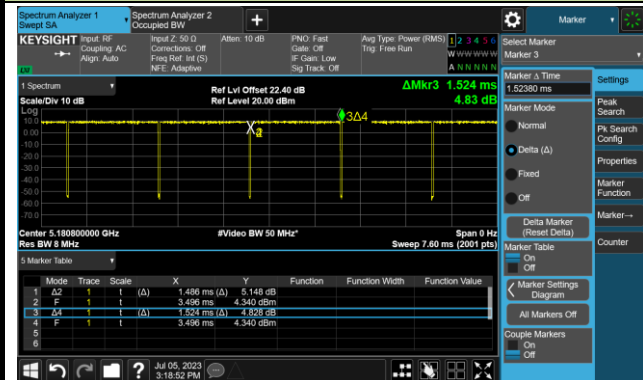 Spectrum Analyzer 1
Swept SA
Spectrum Analyzer 2
Occupied BW
+
Marker
KEYSIGHT
Input: RF
Coupling: AC
Align: Auto
Input Z: 50 Ω
Corrections: Off
Freq Ref: Int (S)
NFE: Adaptive
Atten: 10 dB
PNO: Fast
Gate: Off
IF Gain: Low
Sig Track: Off
Avg Type: Power (RMS)
Trig: Free Run
1 2 3 4 5 6
W W W W W W
A N N N N N
Select Marker
Marker 3
1 Spectrum
Scale/Div 10 dB
Ref Lvl Offset 22.40 dB
Ref Level 20.00 dBm
ΔMkr3 1.524 ms
4.83 dB
Log
10.0
0.00
-10.0
-20.0
-30.0
-40.0
-50.0
-60.0
-70.0
3Δ4
Center 5.180800000 GHz
Res BW 8 MHz
#Video BW 50 MHz*
Span 0 Hz
Sweep 7.60 ms (2001 pts)
5 Marker Table
Mode Trace Scale X Y Function Function Width Function Value
1 Δ2 1 t (Δ) 1.486 ms (Δ) 5.148 dB
2 F 1 t 3.496 ms 4.340 dBm
3 Δ4 1 t (Δ) 1.524 ms (Δ) 4.828 dB
4 F 1 t 3.496 ms 4.340 dBm
5
6
Marker Δ Time
1.52380 ms
Marker Mode
Normal
Delta (Δ)
Fixed
Off
Delta Marker
(Reset Delta)
Marker Table
On
Off
Marker Settings
Diagram
All Markers Off
Couple Markers
On
Off
Settings
Peak
Search
Pk Search
Config
Properties
Marker
Function
Marker→
Counter
?
Jul 05, 2023
3:18:52 PM